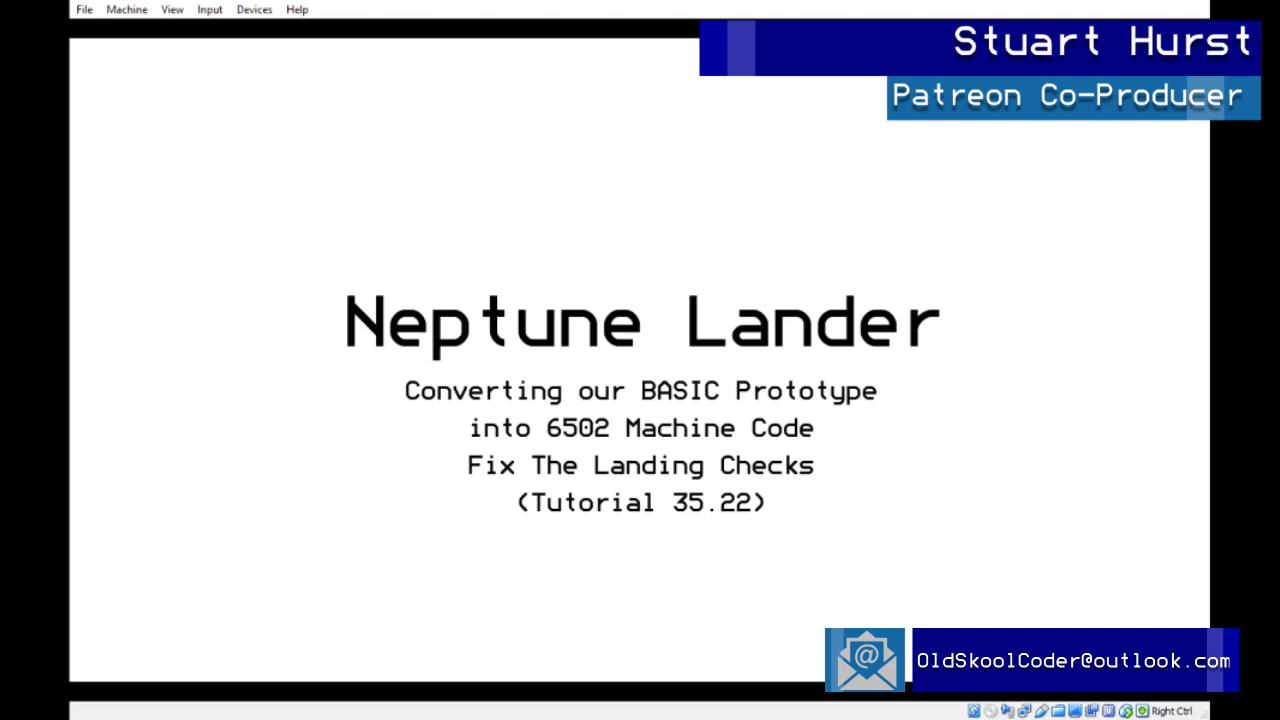 File Machine View Input Devices Help
Stuart Hurst
Patreon Co-Producer
Neptune Lander
Converting our BASIC Prototype
into 6502 Machine Code
Fix The Landing Checks
(Tutorial 35.22)
OldSkoolCoder@outlook.com
Right Ctrl